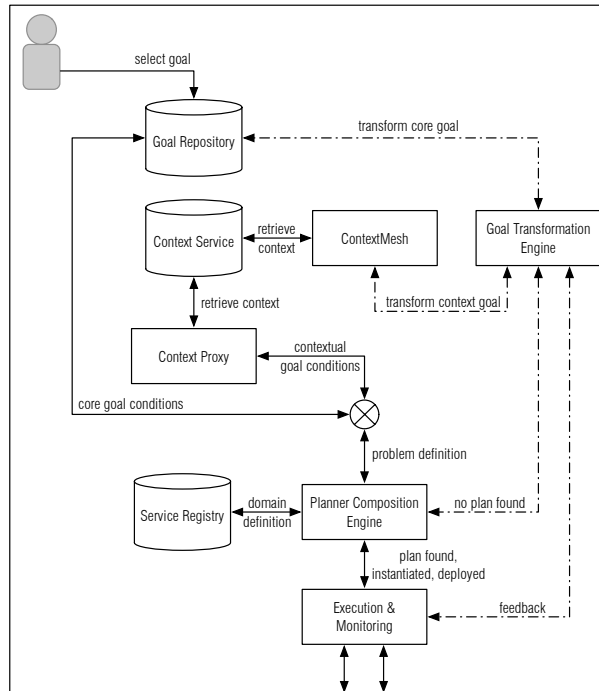 select goal
Goal Repository
transform core goal
Context Service
retrieve
context
ContextMesh
Goal Transformation
Engine
retrieve context
transform context goal
Context Proxy
contextual
goal conditions
core goal conditions
problem definition
Service Registry
domain
definition
Planner Composition
Engine
no plan found
plan found,
instantiated, deployed
Execution &
Monitoring
feedback